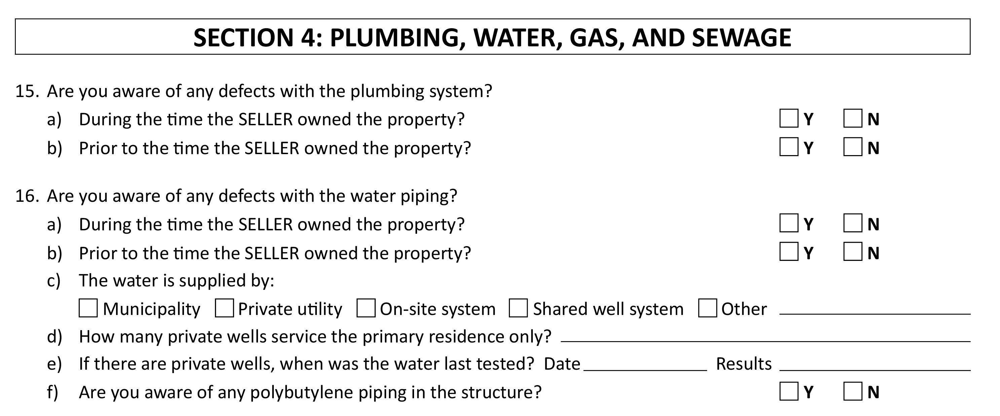 SECTION 4: PLUMBING, WATER, GAS, AND SEWAGE
15. Are you aware of any defects with the plumbing system?
a) During the time the SELLER owned the property? Y N
b) Prior to the time the SELLER owned the property? Y N
16. Are you aware of any defects with the water piping?
a) During the time the SELLER owned the property? Y N
b) Prior to the time the SELLER owned the property? Y N
c) The water is supplied by:
Municipality Private utility On-site system Shared well system Other
d) How many private wells service the primary residence only?
e) If there are private wells, when was the water last tested? Date Results
f) Are you aware of any polybutylene piping in the structure? Y N